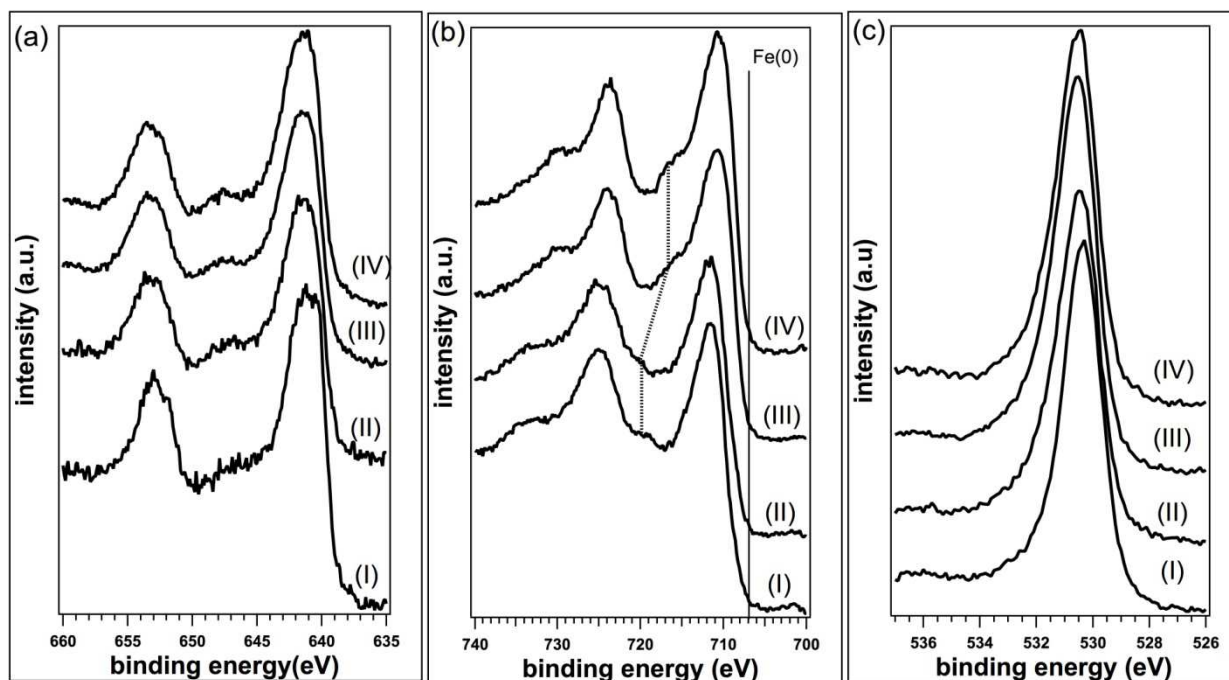 (a)
intensity (a.u.)
(IV)
(III)
(II)
(I)
660 655 650 645 640 635
binding energy(eV)
(b)
Fe(0)
intensity (a.u.)
(IV)
(III)
(II)
(I)
740 730 720 710 700
binding energy (eV)
(c)
intensity (a.u)
(IV)
(III)
(II)
(I)
536 534 532 530 528 526
binding energy (eV)